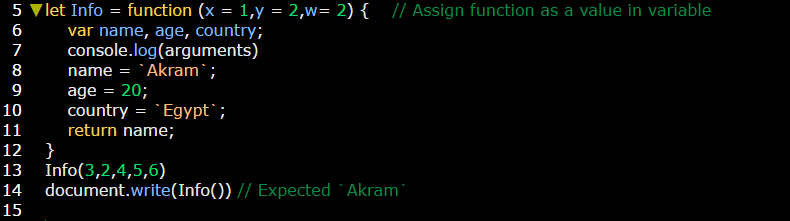 5 ▼let Info = function (x = 1,y = 2,w= 2) {    // Assign function as a value in variable
6     var name, age, country;
7     console.log(arguments)
8     name = `Akram`;
9     age = 20;
10     country = `Egypt`;
11     return name;
12 }
13 Info(3,2,4,5,6)
14 document.write(Info()) // Expected `Akram`
15